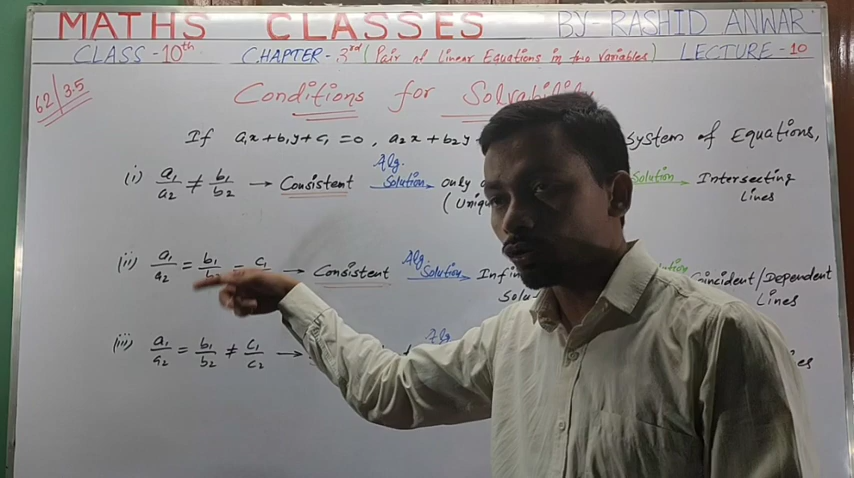 MATHS CLASSES BY-RASHID ANWAR
CLASS-10th CHAPTER-3rd (Pair of Linear Equations in two Variables) LECTURE-10
62/3.5
Conditions for Solvability
If a₁x+b₁y+c₁=0, a₂x+b₂y System of Equations,
(i) a₁/a₂ ≠ b₁/b₂ → Consistent Alg. Solution→ only Solution→ Intersecting
Lines
(ii) a₁/a₂ = b₁/b₂ = c₁ → Consistent Alg. Solution→ Coincident/Dependent
Lines
(iii) a₁/a₂ = b₁/b₂ ≠ c₁/c₂ → Alg.